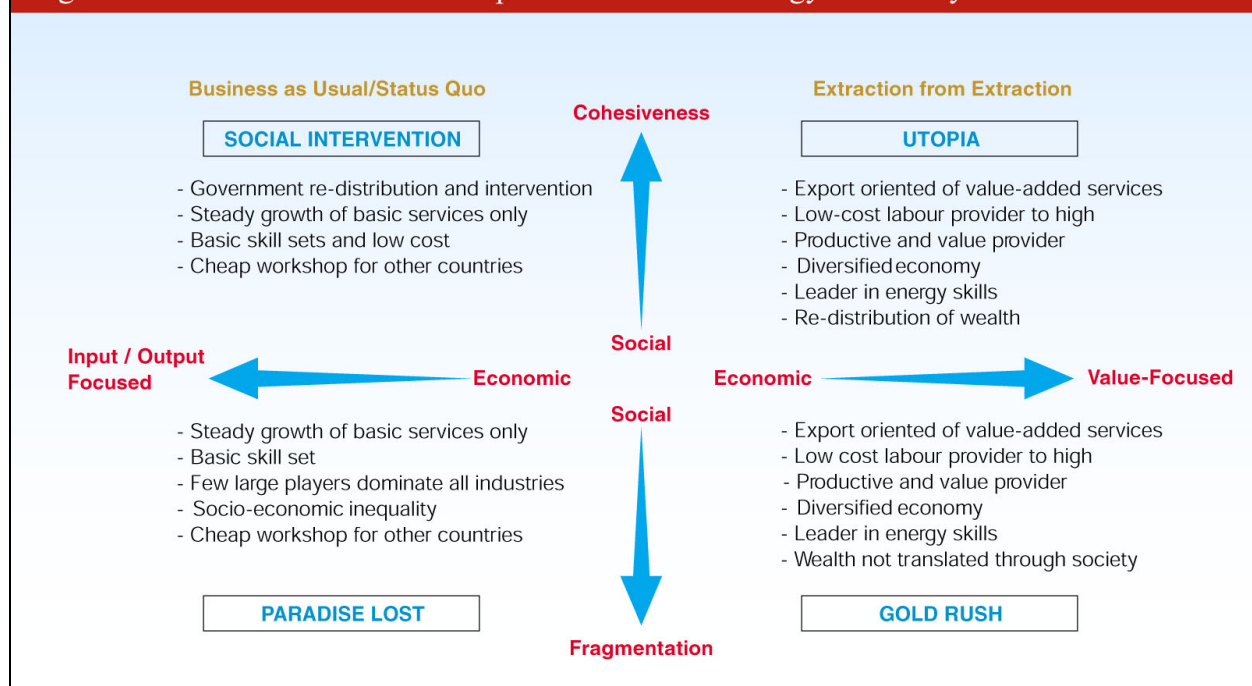 Business as Usual/Status Quo
Extraction from Extraction
Cohesiveness
SOCIAL INTERVENTION
UTOPIA
- Government re-distribution and intervention
- Steady growth of basic services only
- Basic skill sets and low cost
- Cheap workshop for other countries
- Export oriented of value-added services
- Low-cost labour provider to high
- Productive and value provider
- Diversified economy
- Leader in energy skills
- Re-distribution of wealth
Social
Input / Output
Focused
Economic
Economic
Value-Focused
Social
- Steady growth of basic services only
- Basic skill set
- Few large players dominate all industries
- Socio-economic inequality
- Cheap workshop for other countries
- Export oriented of value-added services
- Low cost labour provider to high
- Productive and value provider
- Diversified economy
- Leader in energy skills
- Wealth not translated through society
PARADISE LOST
GOLD RUSH
Fragmentation